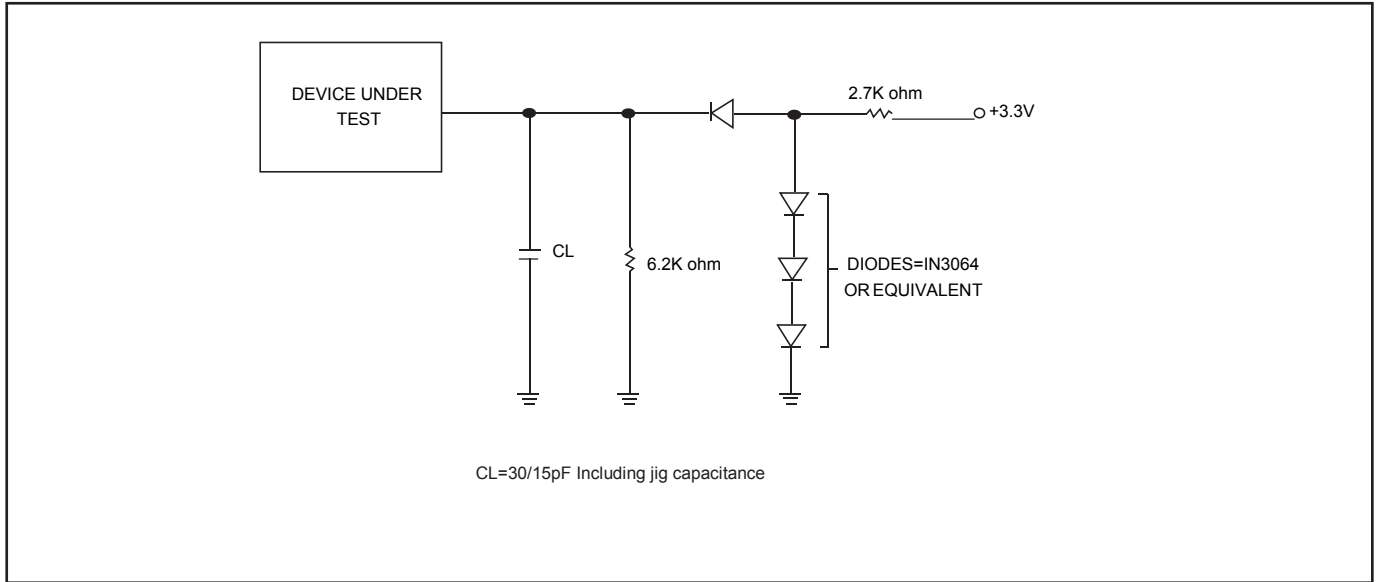 DEVICE UNDER
TEST
2.7K ohm
+3.3V
CL
6.2K ohm
DIODES=IN3064
OR EQUIVALENT
CL=30/15pF Including jig capacitance